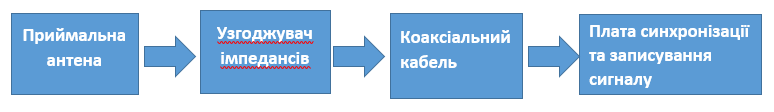 Приймальна
антена
Узгоджувач
імпедансів
Коаксіальний
кабель
Плата синхронізації
та записування
сигналу